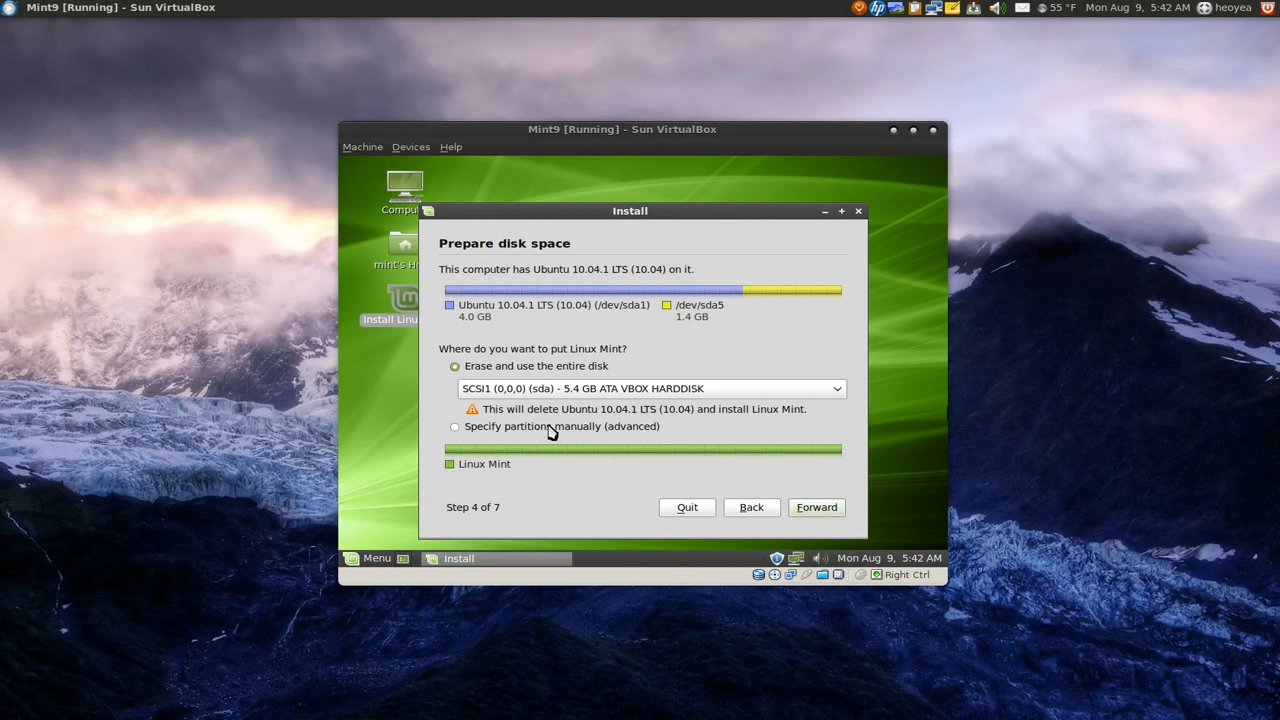 Mint9 [Running] - Sun VirtualBox
55 °F
Mon Aug 9, 5:42 AM
heoyea
Mint9 [Running] - Sun VirtualBox
Machine Devices Help
Compu
mint's Ho
Install Linu
Install
Prepare disk space
This computer has Ubuntu 10.04.1 LTS (10.04) on it.
Ubuntu 10.04.1 LTS (10.04) (/dev/sda1)
4.0 GB
/dev/sda5
1.4 GB
Where do you want to put Linux Mint?
Erase and use the entire disk
SCSI1 (0,0,0) (sda) - 5.4 GB ATA VBOX HARDDISK
This will delete Ubuntu 10.04.1 LTS (10.04) and install Linux Mint.
Specify partitions manually (advanced)
Linux Mint
Step 4 of 7
Quit
Back
Forward
Menu
Install
Mon Aug 9, 5:42 AM
Right Ctrl